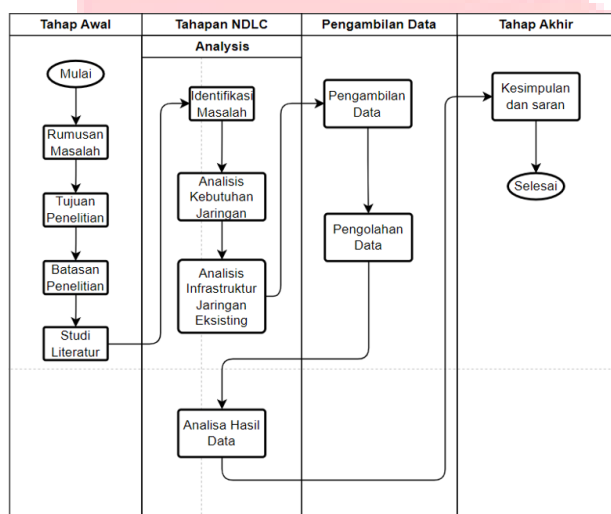 Tahap Awal
Tahapan NDLC
Pengambilan Data
Tahap Akhir
Analysis
Mulai
Rumusan
Masalah
Tujuan
Penelitian
Batasan
Penelitian
Studi
Literatur
Identifikasi
Masalah
Analisis
Kebutuhan
Jaringan
Analisis
Infrastruktur
Jaringan
Eksisting
Pengambilan
Data
Pengolahan
Data
Analisa Hasil
Data
Kesimpulan
dan saran
Selesai